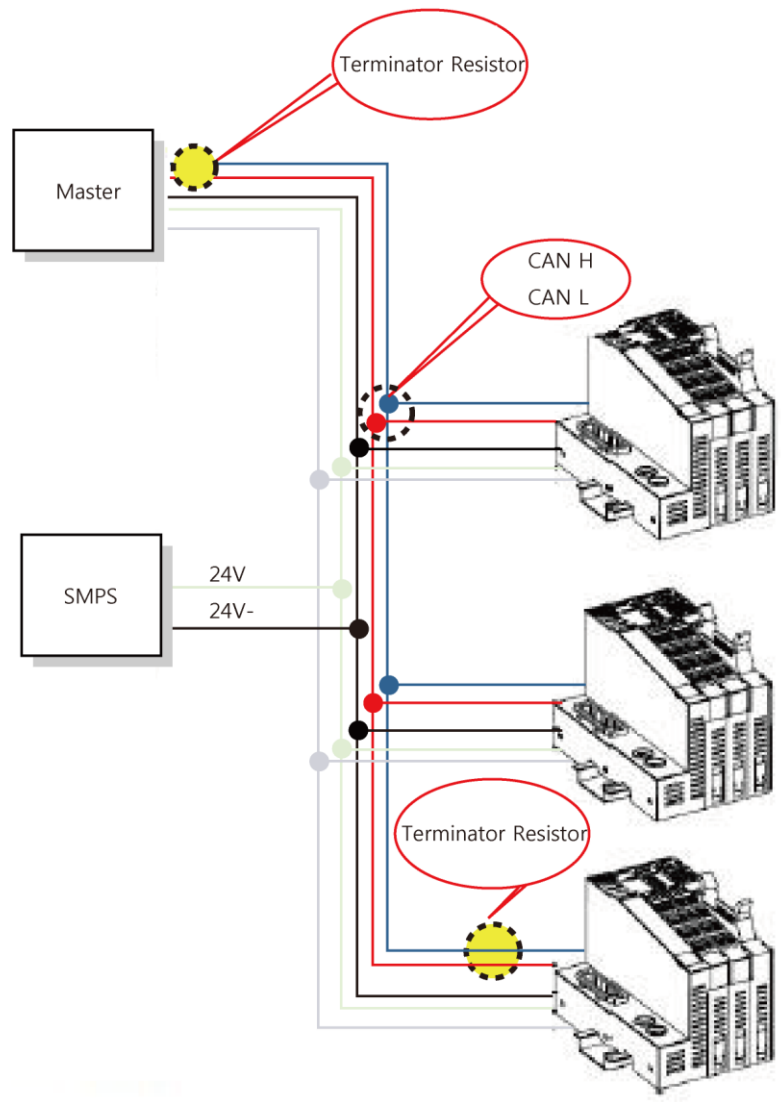 Terminator Resistor
Master
CAN H
CAN L
24V
SMPS
24V-
Terminator Resistor